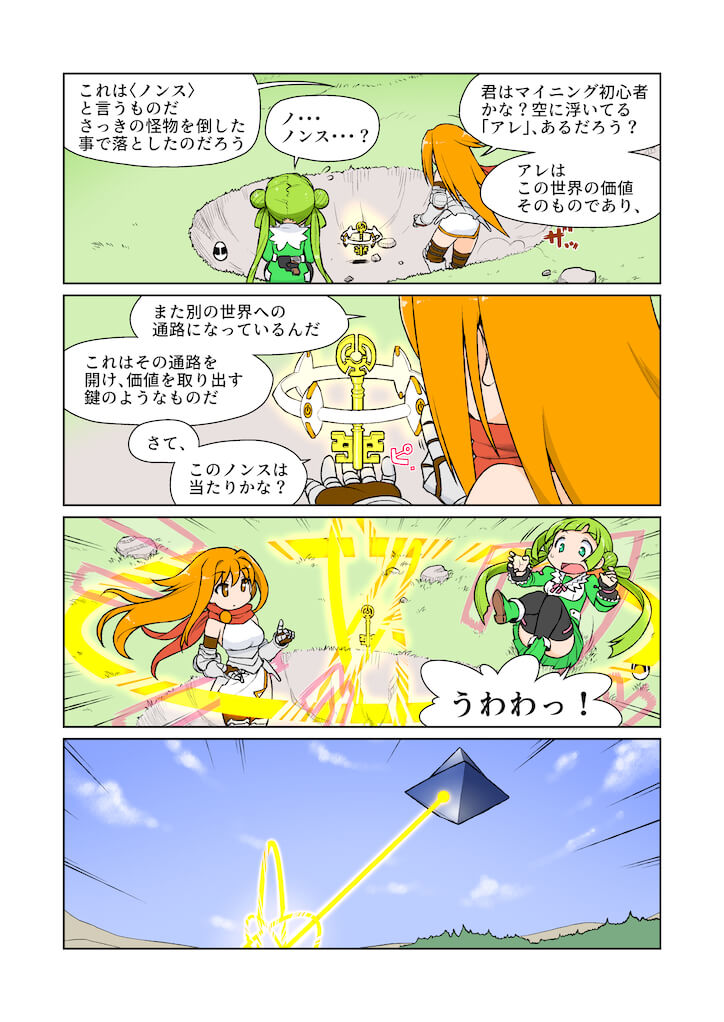 君はマイニング初心者
かな？空に浮いてる
「アレ」、あるだろう？
アレは
この世界の価値
そのものであり、
ノ・・・
ノンス・・・？
これは〈ノンス〉
と言うものだ
さっきの怪物を倒した
事で落としたのだろう
ザッ
また別の世界への
通路になっているんだ
これはその通路を
開け、価値を取り出す
鍵のようなものだ
さて、
このノンスは
当たりかな？
ピ.
うわわっ！